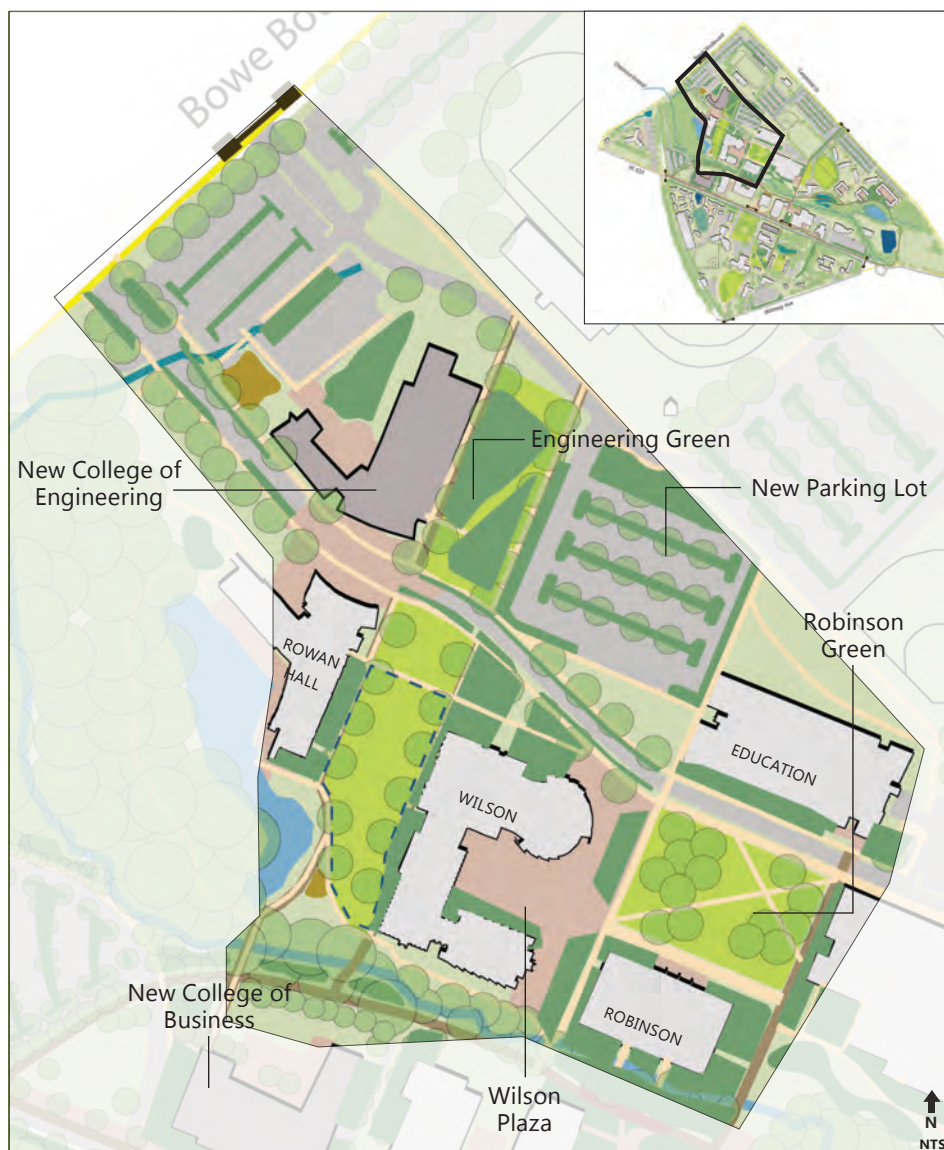 Bowe Bo
New College of
Engineering
Engineering Green
New Parking Lot
Robinson
Green
ROWAN
HALL
EDUCATION
WILSON
New College of
Business
ROBINSON
Wilson
Plaza
N
NTS